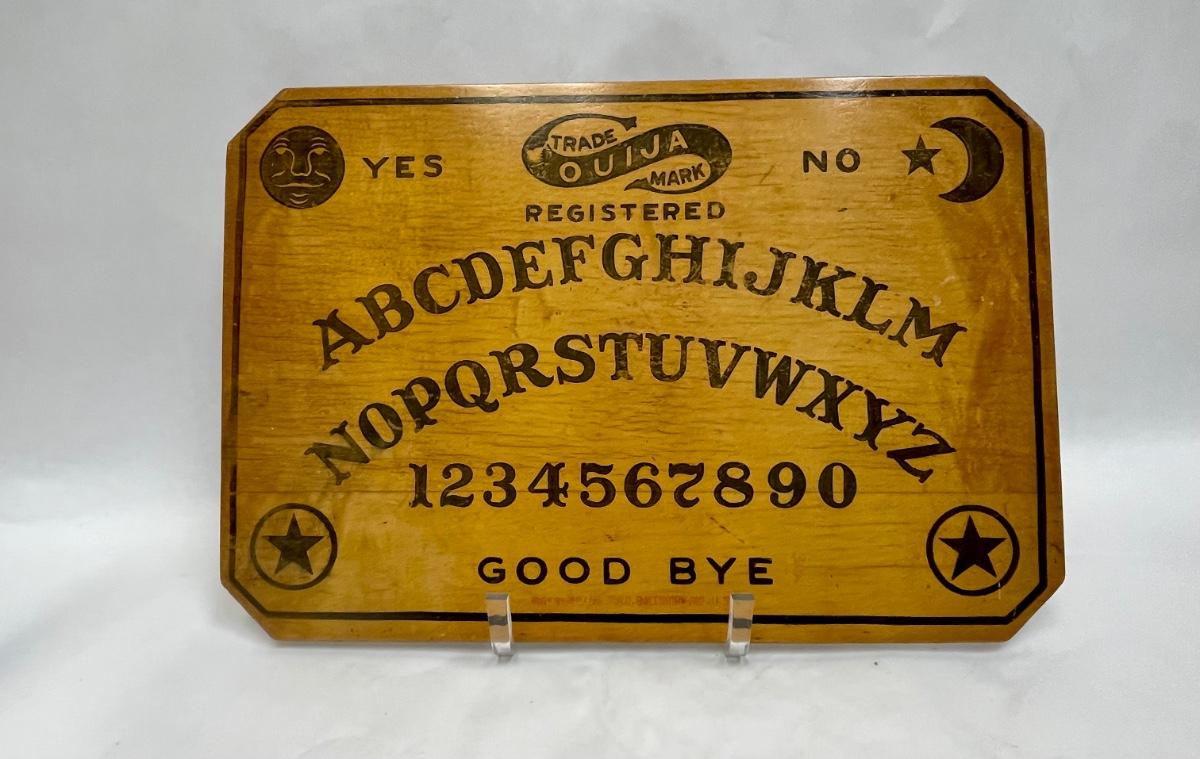 YES
TRADE
OUIJA
MARK
REGISTERED
NO
ABCDEFGHIJKLM
NOPQRSTUVWXYZ
1234567890
GOOD BYE